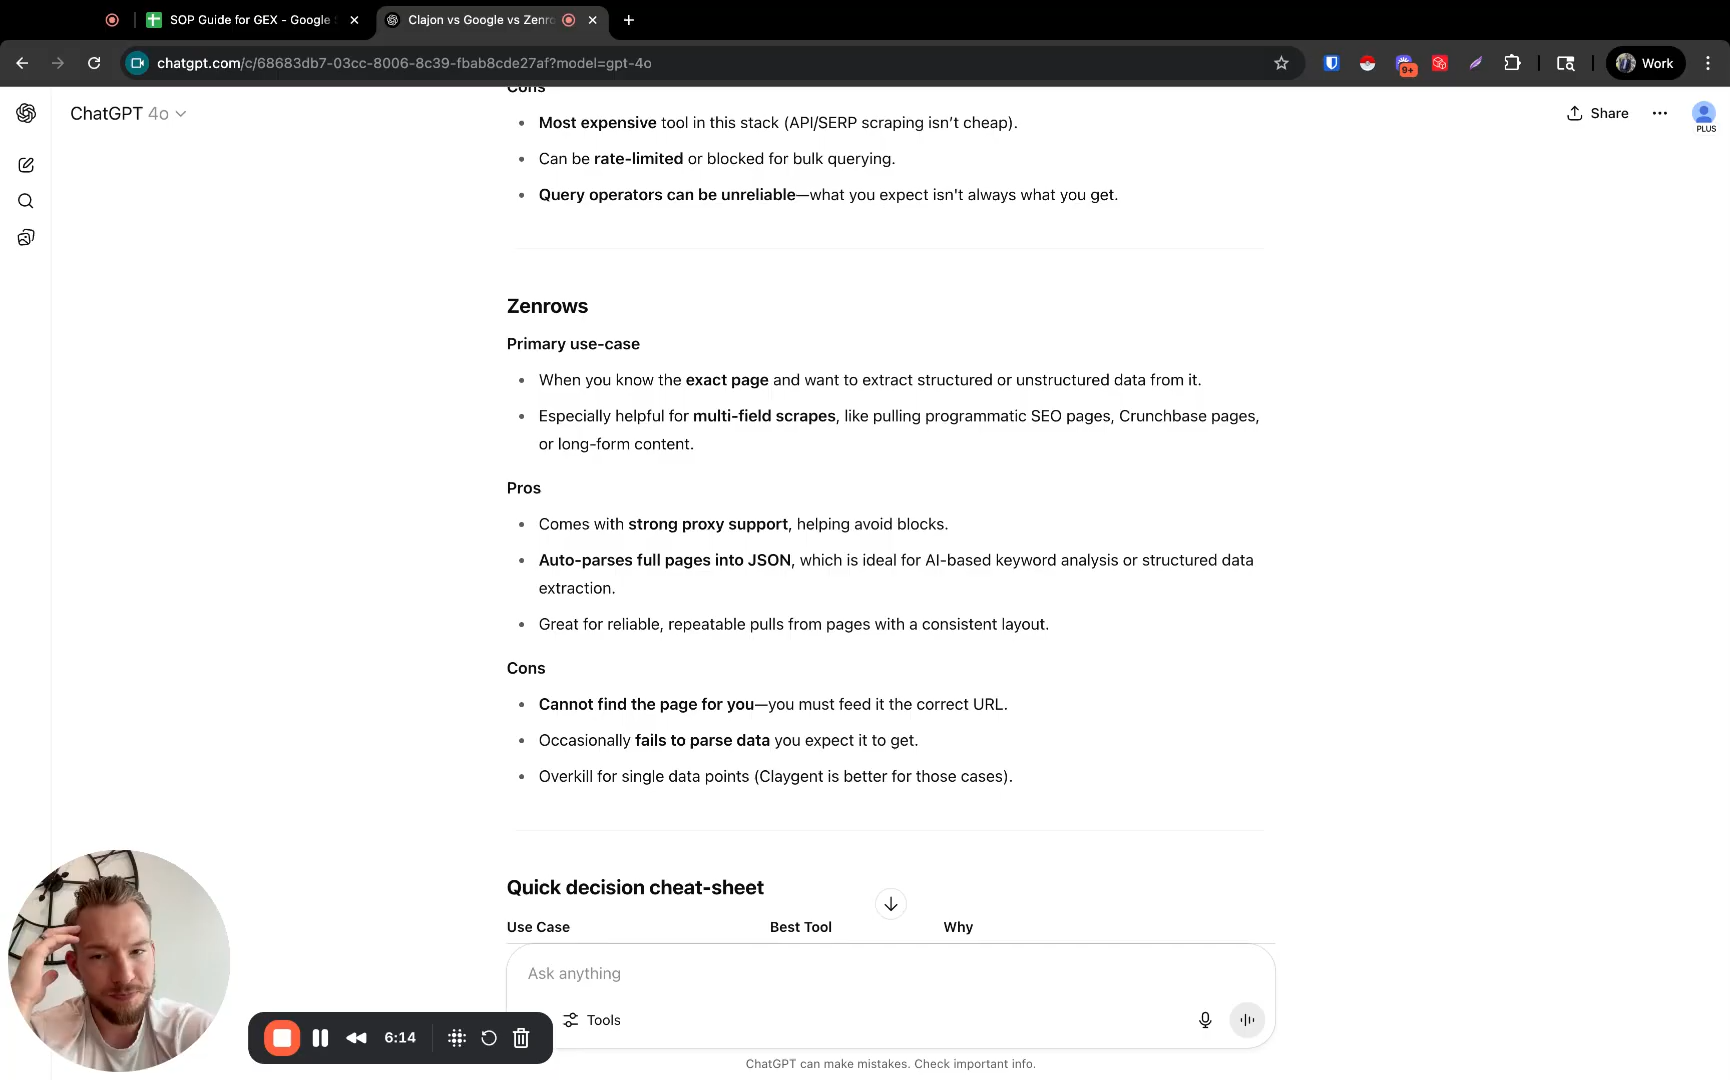 SOP Guide for GEX - Google S
Clajon vs Google vs Zenro
chatgpt.com/c/68683db7-03cc-8006-8c39-fbab8cde27af?model=gpt-4o
9+
Work
ChatGPT 4o
Share
PLUS
Cons
Most expensive tool in this stack (API/SERP scraping isn’t cheap).
Can be rate-limited or blocked for bulk querying.
Query operators can be unreliable—what you expect isn't always what you get.
Zenrows
Primary use-case
When you know the exact page and want to extract structured or unstructured data from it.
Especially helpful for multi-field scrapes, like pulling programmatic SEO pages, Crunchbase pages,
or long-form content.
Pros
Comes with strong proxy support, helping avoid blocks.
Auto-parses full pages into JSON, which is ideal for AI-based keyword analysis or structured data
extraction.
Great for reliable, repeatable pulls from pages with a consistent layout.
Cons
Cannot find the page for you—you must feed it the correct URL.
Occasionally fails to parse data you expect it to get.
Overkill for single data points (Claygent is better for those cases).
Quick decision cheat-sheet
Use Case Best Tool Why
Ask anything
Tools
6:14
ChatGPT can make mistakes. Check important info.